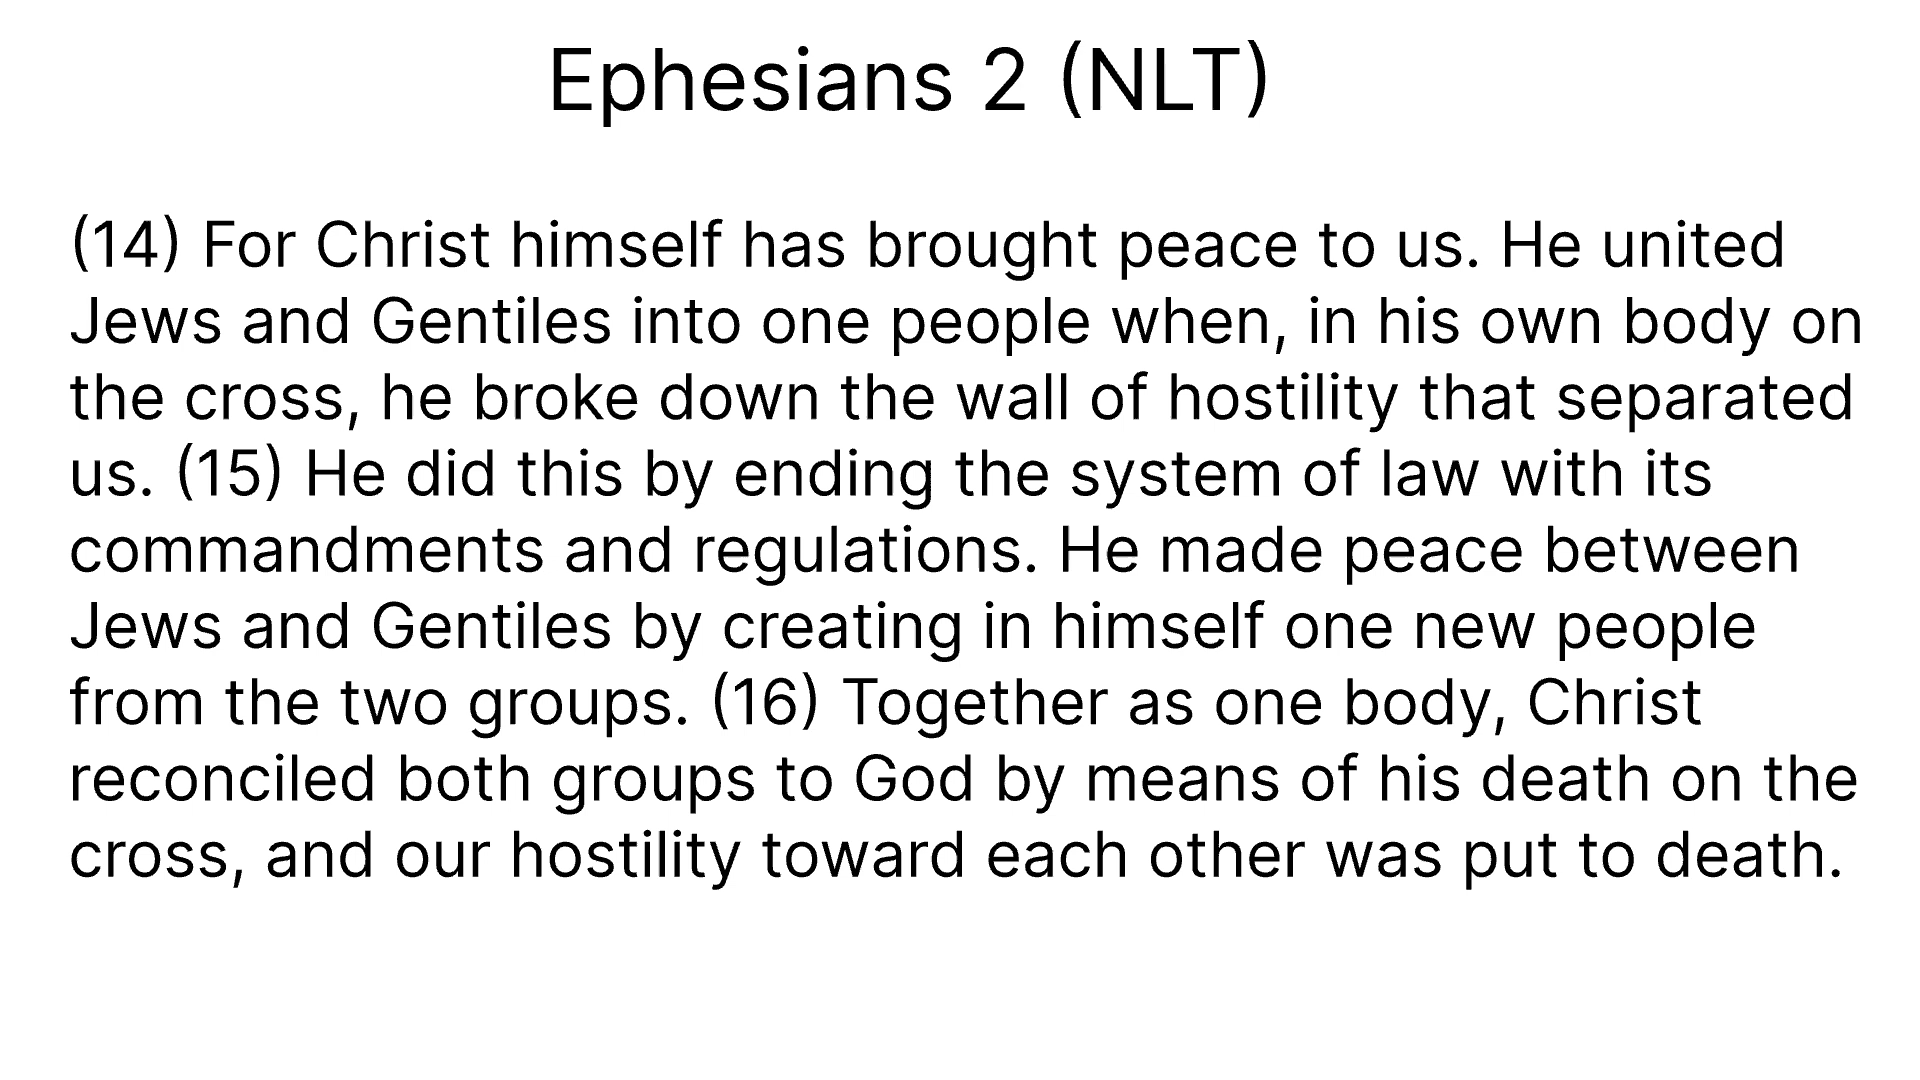 Ephesians 2 (NLT)
(14) For Christ himself has brought peace to us. He united
Jews and Gentiles into one people when, in his own body on
the cross, he broke down the wall of hostility that separated
us. (15) He did this by ending the system of law with its
commandments and regulations. He made peace between
Jews and Gentiles by creating in himself one new people
from the two groups. (16) Together as one body, Christ
reconciled both groups to God by means of his death on the
cross, and our hostility toward each other was put to death.